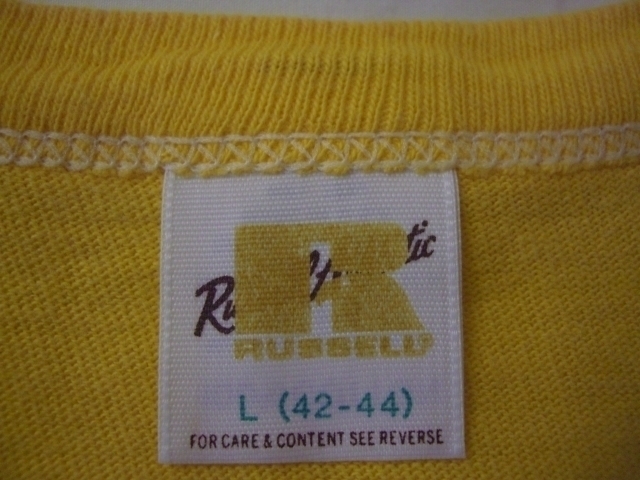 R
RUSSELL
L (42-44)
FOR CARE & CONTENT SEE REVERSE